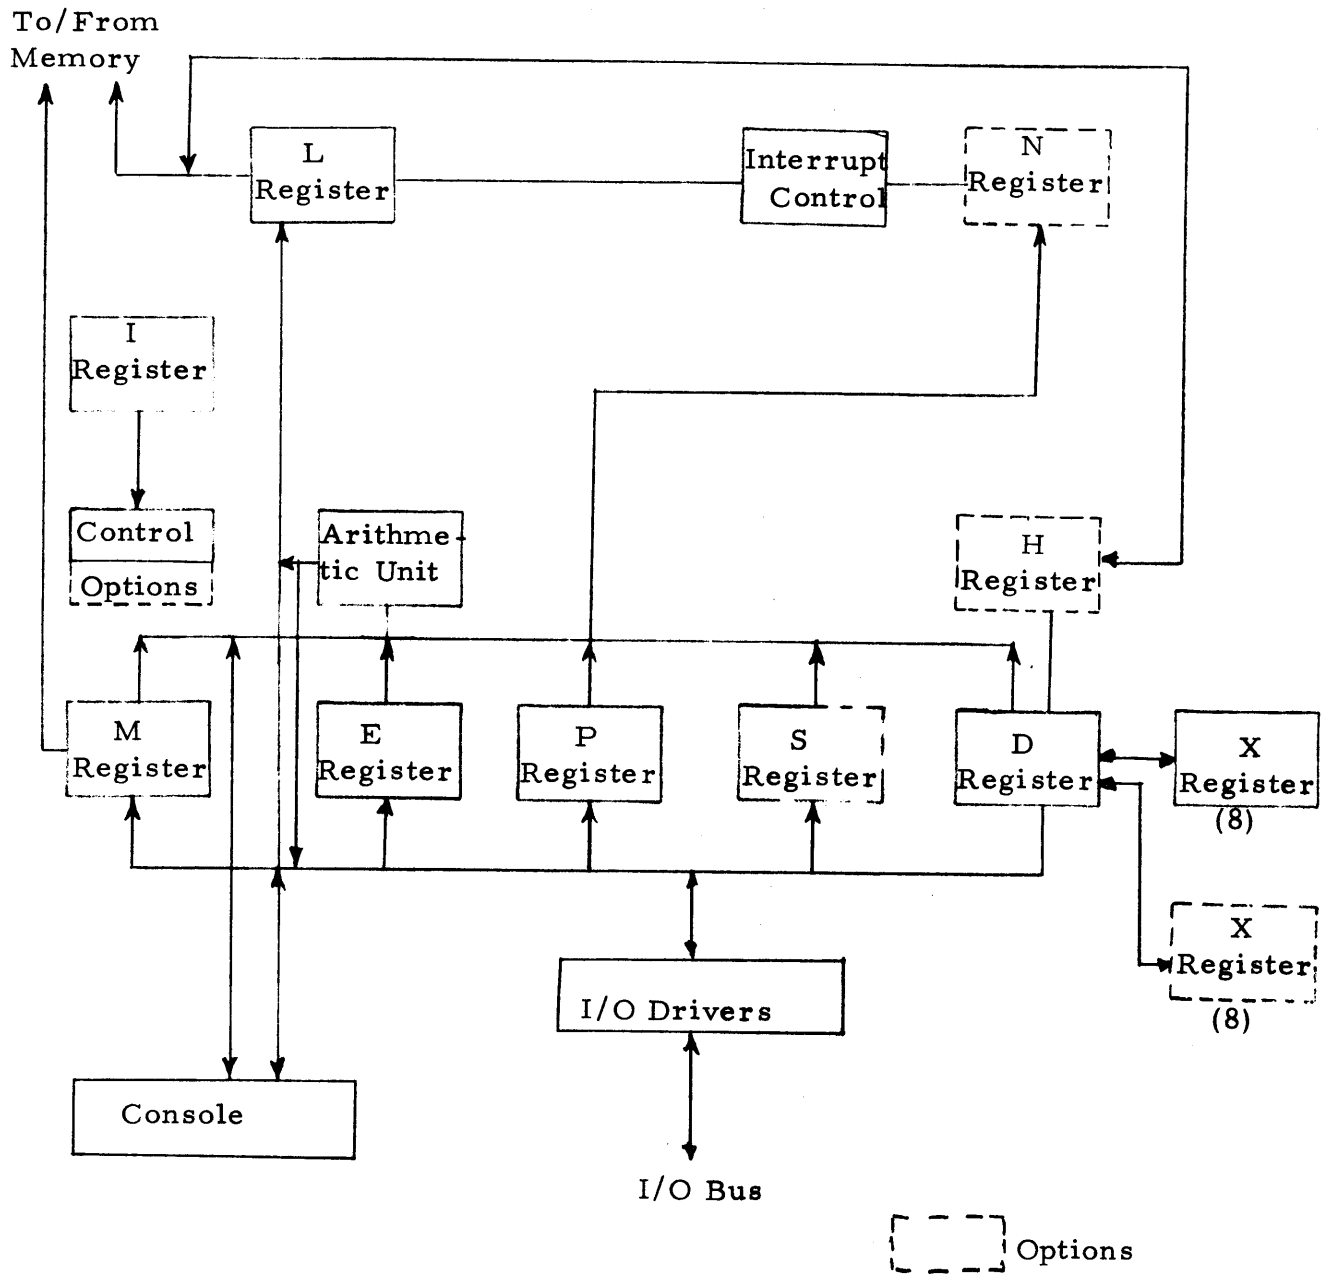 To/From
Memory
L
Register
Interrupt
Control
N
Register
I
Register
Control
Options
Arithme-
tic Unit
H
Register
M
Register
E
Register
P
Register
S
Register
D
Register
X
Register
(8)
X
Register
(8)
I/O Drivers
Console
I/O Bus
Options